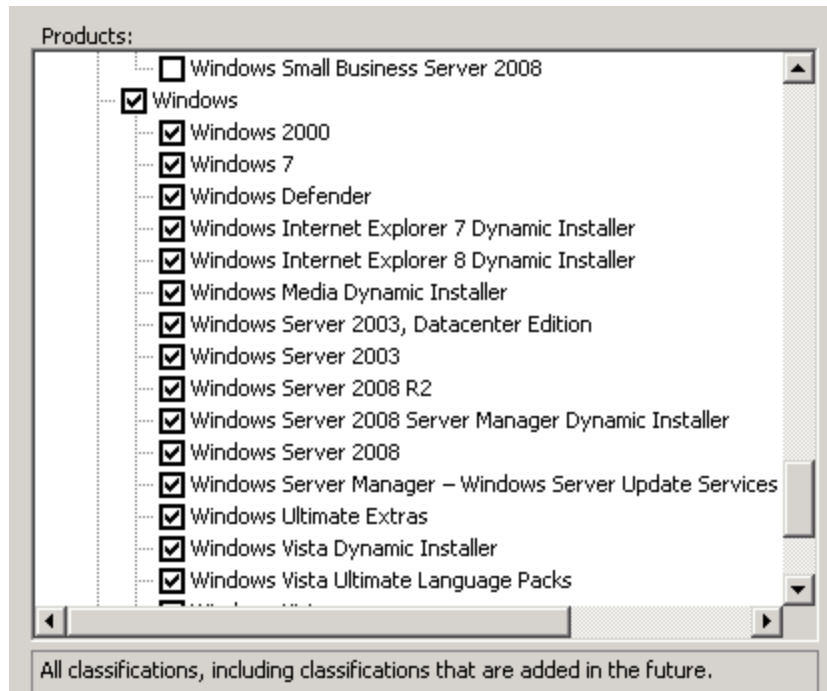 Products:
Windows Small Business Server 2008
Windows
Windows 2000
Windows 7
Windows Defender
Windows Internet Explorer 7 Dynamic Installer
Windows Internet Explorer 8 Dynamic Installer
Windows Media Dynamic Installer
Windows Server 2003, Datacenter Edition
Windows Server 2003
Windows Server 2008 R2
Windows Server 2008 Server Manager Dynamic Installer
Windows Server 2008
Windows Server Manager – Windows Server Update Services
Windows Ultimate Extras
Windows Vista Dynamic Installer
Windows Vista Ultimate Language Packs
All classifications, including classifications that are added in the future.